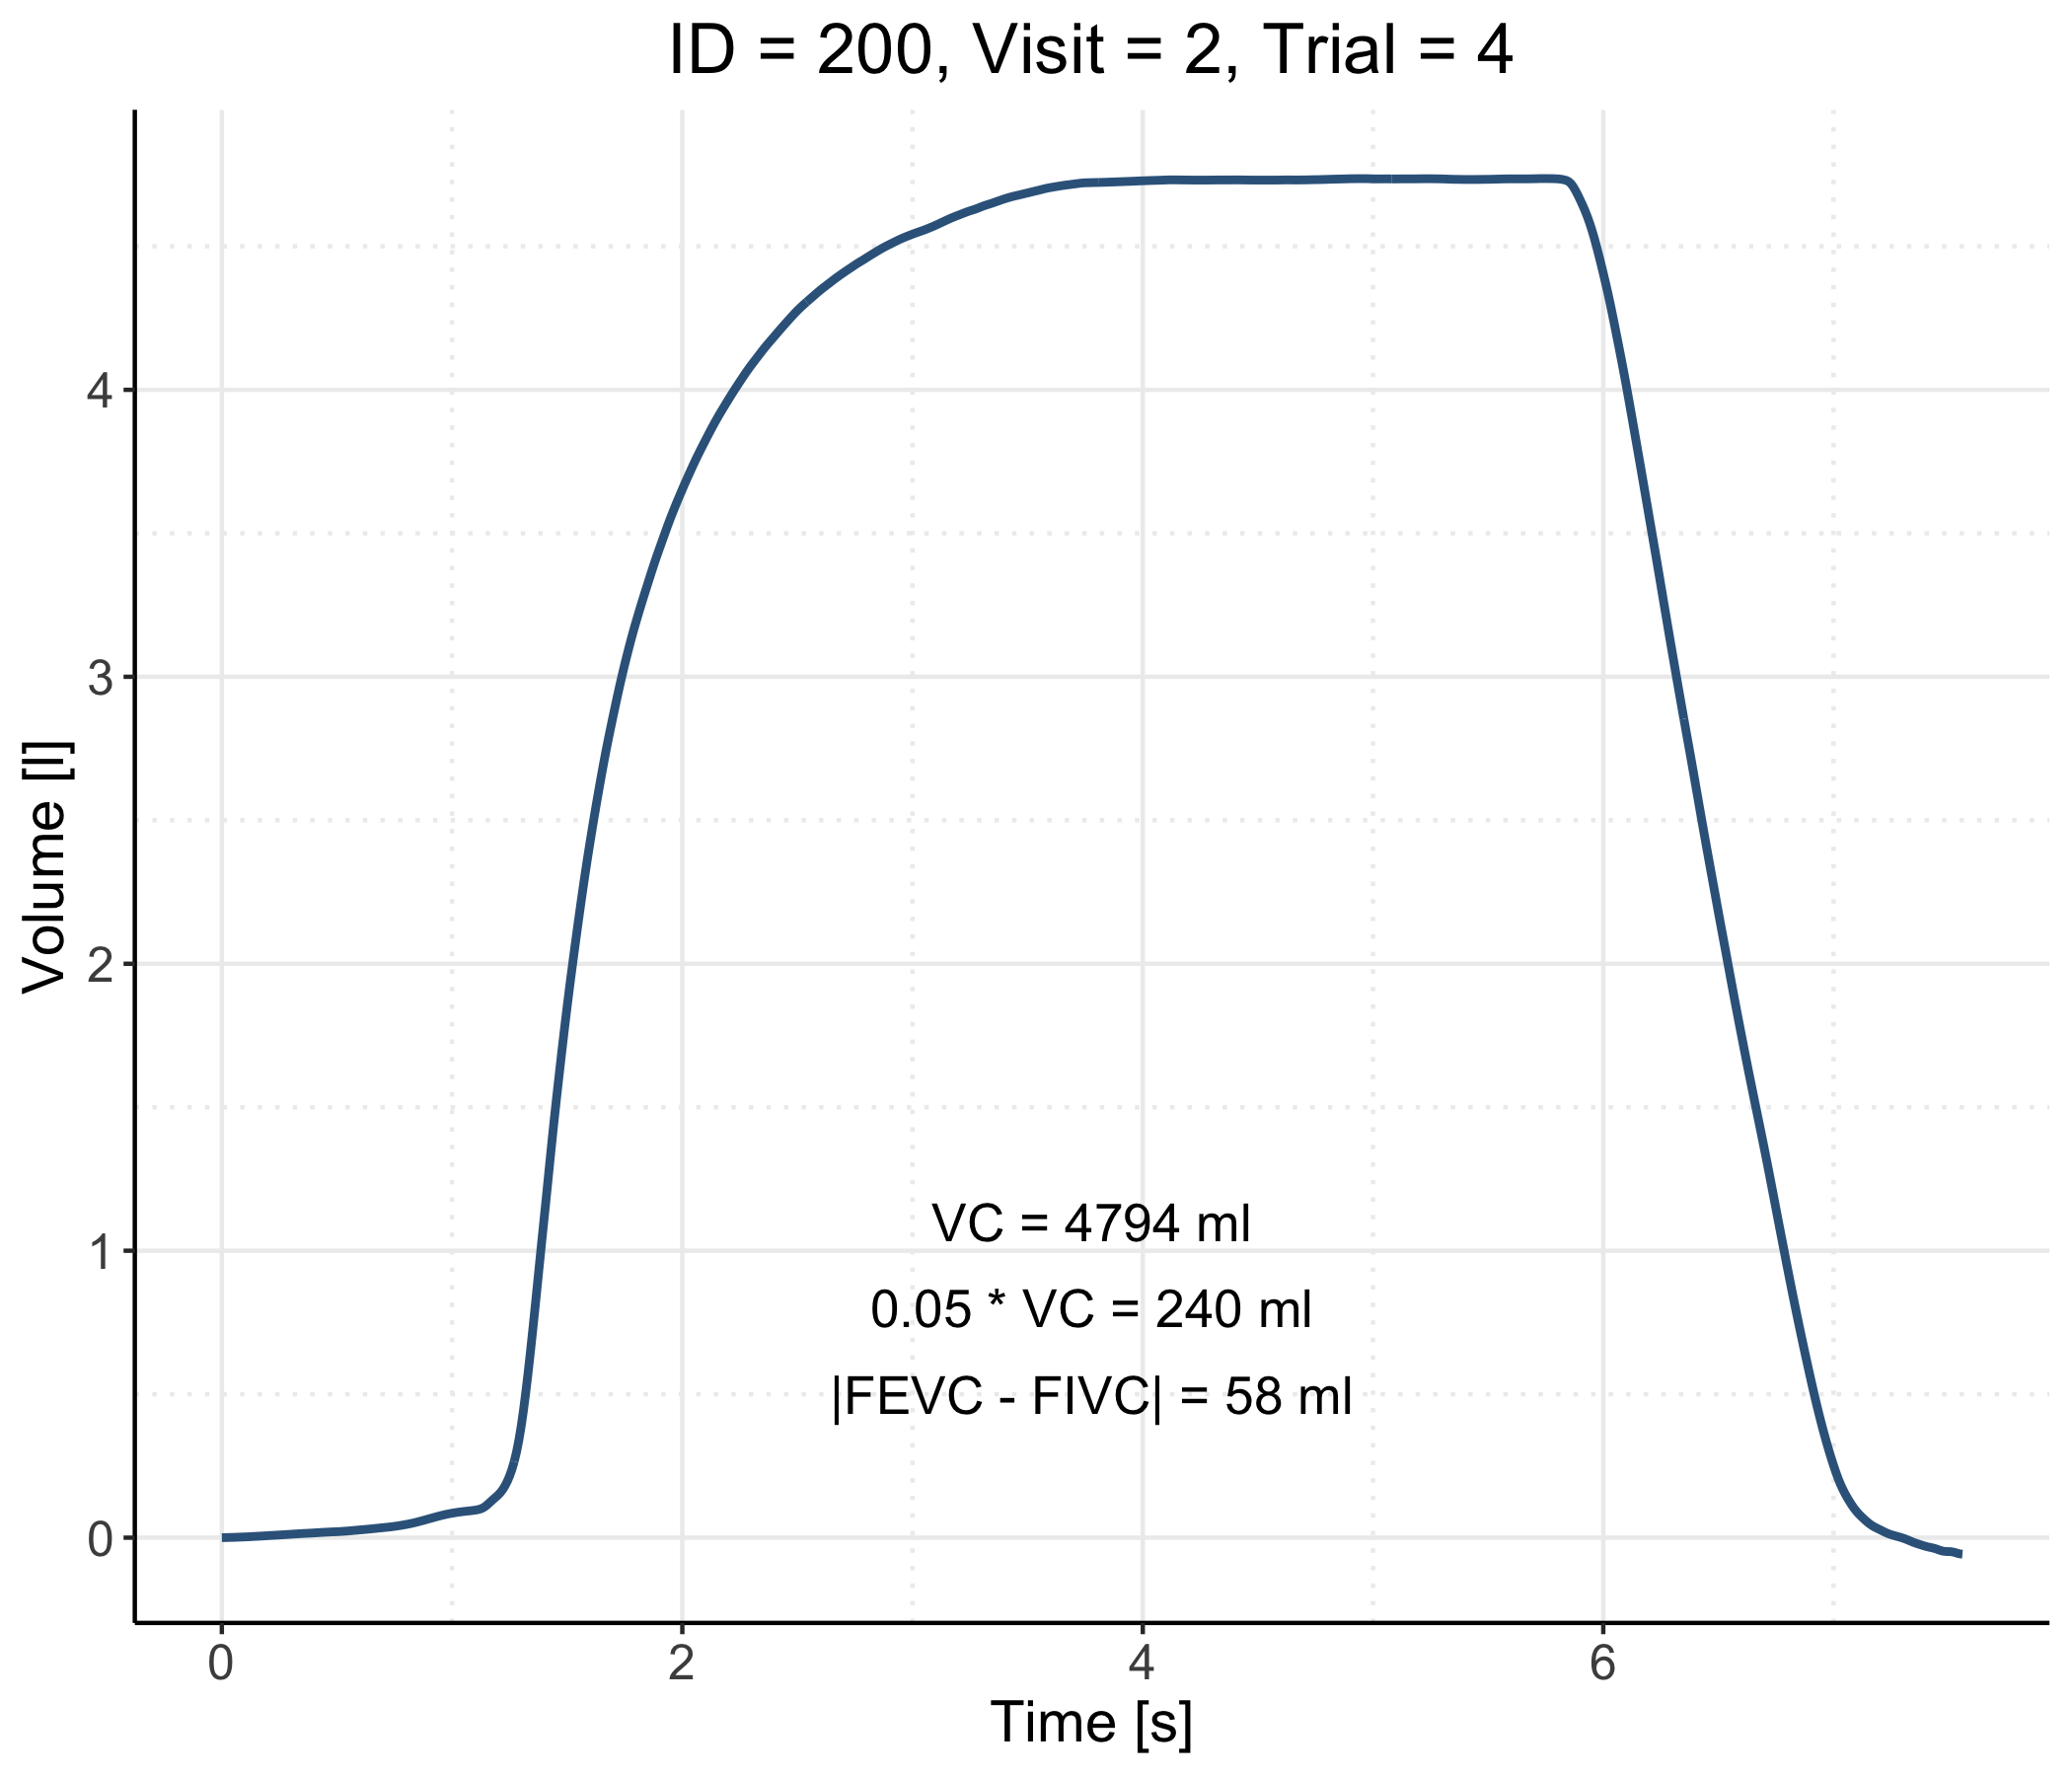 ID = 200, Visit = 2, Trial = 4
Volume [l]
4
3
2
1
0
VC = 4794 ml
0.05 * VC = 240 ml
|FEVC - FIVC| = 58 ml
0 2 4 6
Time [s]